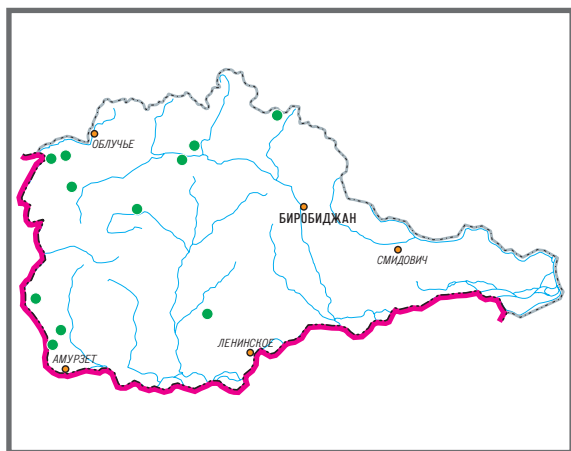 ОБЛУЧЬЕ
БИРОБИДЖАН
СМИДОВИЧ
ЛЕНИНСКОЕ
АМУРЗЕТ